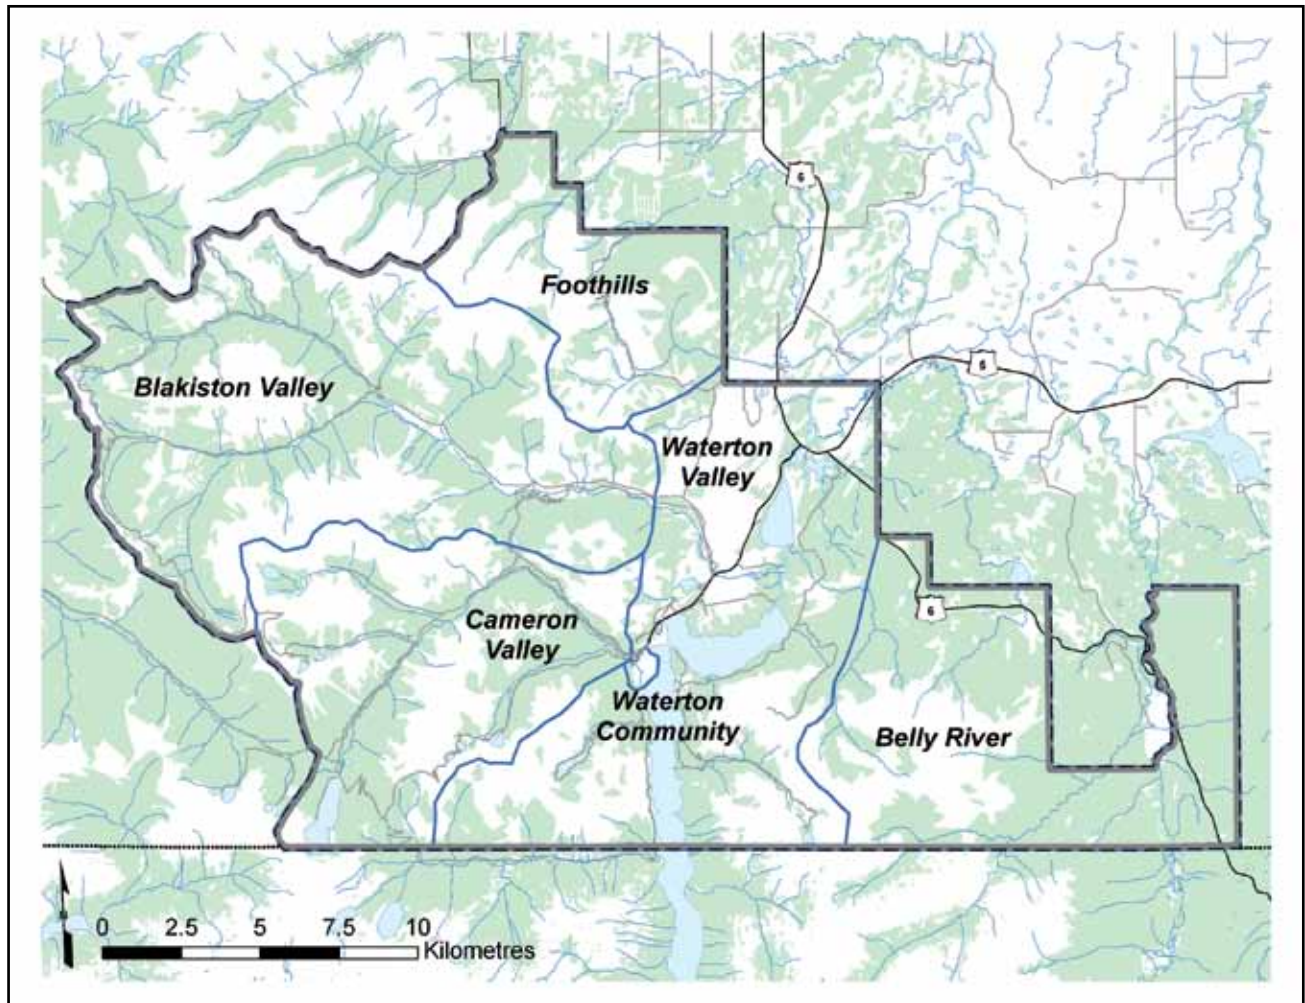 6
Foothills
5
Blakiston Valley
Waterton
Valley
6
Cameron
Valley
Waterton
Community
Belly River
0 2.5 5 7.5 10
Kilometres